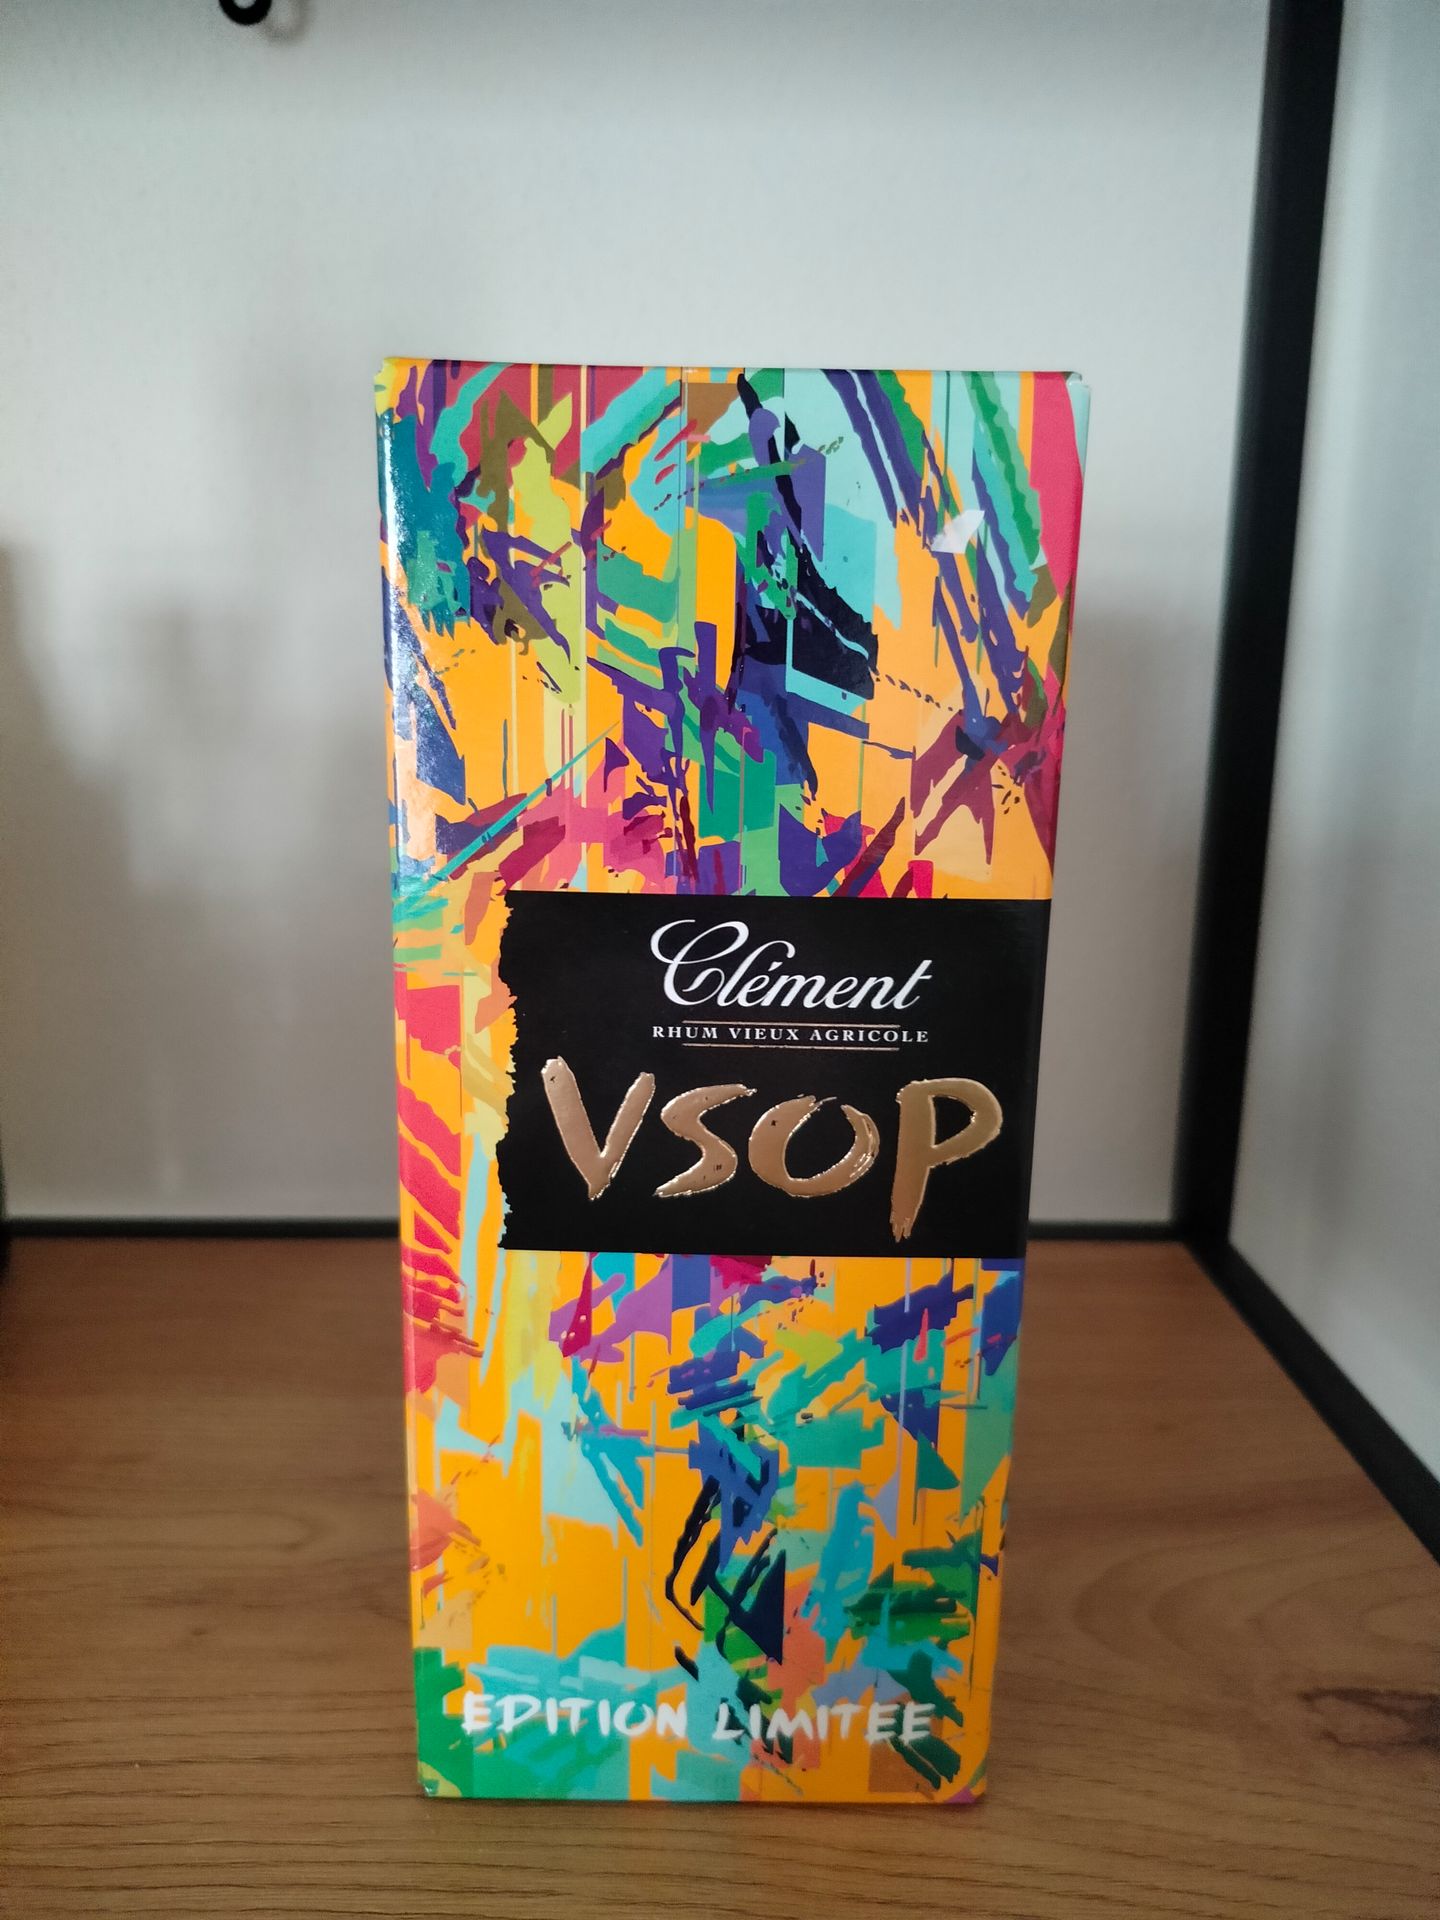 Clément
RHUM VIEUX AGRICOLE
VSOP
EDITION LIMITEE